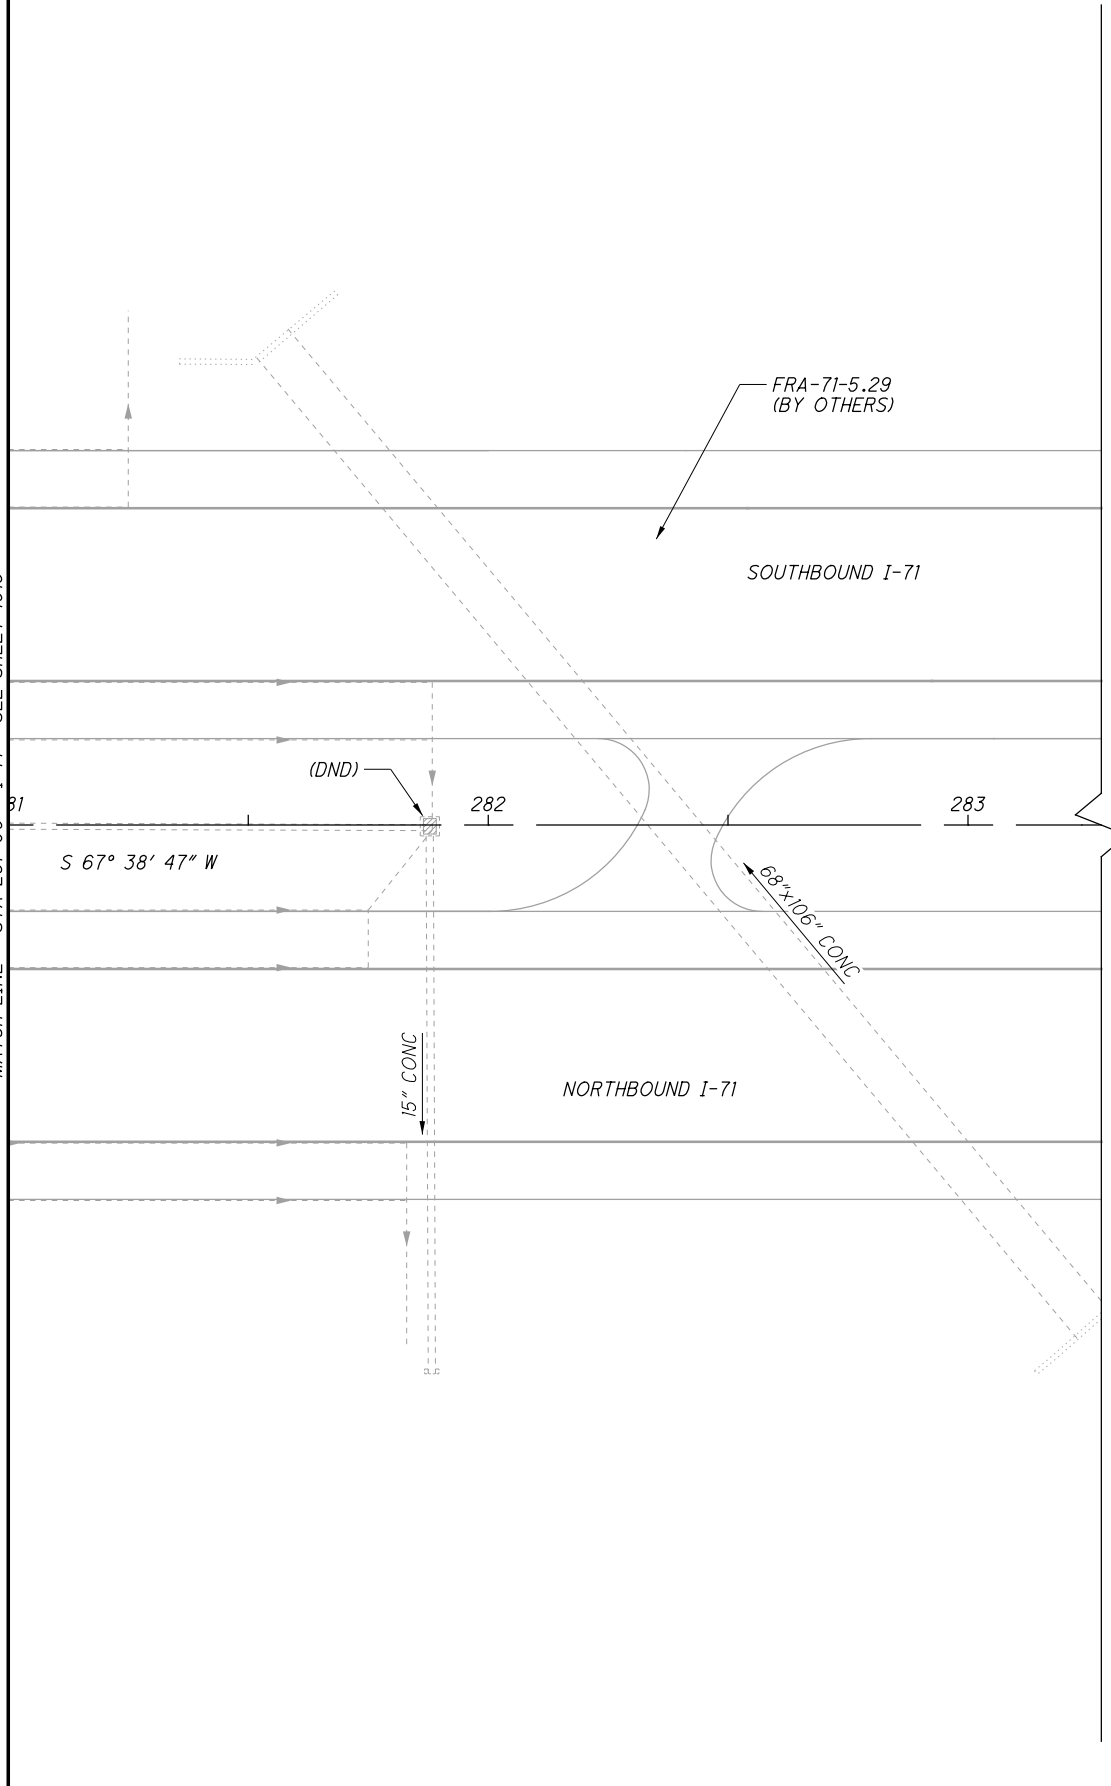 FRA-71-5.29
(BY OTHERS)
SOUTHBOUND I-71
(DND)
282
283
S 67° 38' 47" W
68"x106" CONC
15" CONC
NORTHBOUND I-71